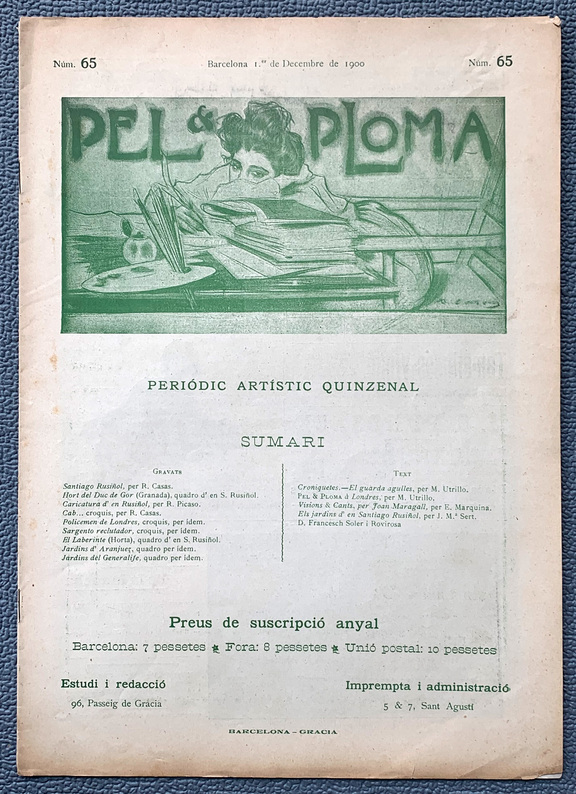 Núm. 65
Barcelona 1.er de Decembre de 1900
Núm. 65
PEL & PLOMA
R. Casas
PERIÓDIC ARTÍSTIC QUINZENAL
SUMARI
Gravats
Santiago Rusiñol, per R. Casas.
Hort del Duc de Gor (Granada), quadro d' en S. Rusiñol.
Caricatura d' en Rusiñol, per R. Picaso.
Cab... croquis, per R. Casas.
Policemen de Londres, croquis, per idem.
Sargento reclutador, croquis, per idem.
El Laberinte (Horta), quadro d' en S. Rusiñol.
Jardins d' Aranjuez, quadro per idem.
Jardins del Generalife, quadro per idem.
Text
Croniquetes.—El guarda agulles, per M. Utrillo.
PEL & PLOMA á Londres, per M. Utrillo,
Visions & Cants, per Joan Maragall, per E. Marquina.
Els jardins d' en Santiago Rusiñol, per J. M.ª Sert.
D. Francesch Soler i Rovirosa
Preus de suscripció anyal
Barcelona: 7 pessetes Fora: 8 pessetes Unió postal: 10 pessetes
Estudi i redacció
96, Passeig de Gràcia
Imprempta i administració
5 & 7, Sant Agustí
BARCELONA - GRACIA